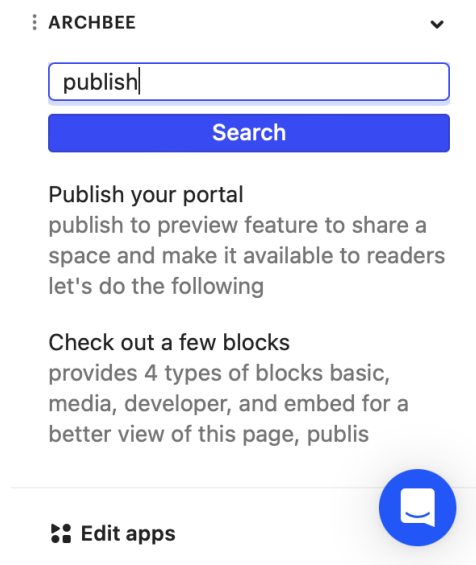 ARCHBEE
publish
Search
Publish your portal
publish to preview feature to share a
space and make it available to readers
let's do the following
Check out a few blocks
provides 4 types of blocks basic,
media, developer, and embed for a
better view of this page, publis
Edit apps